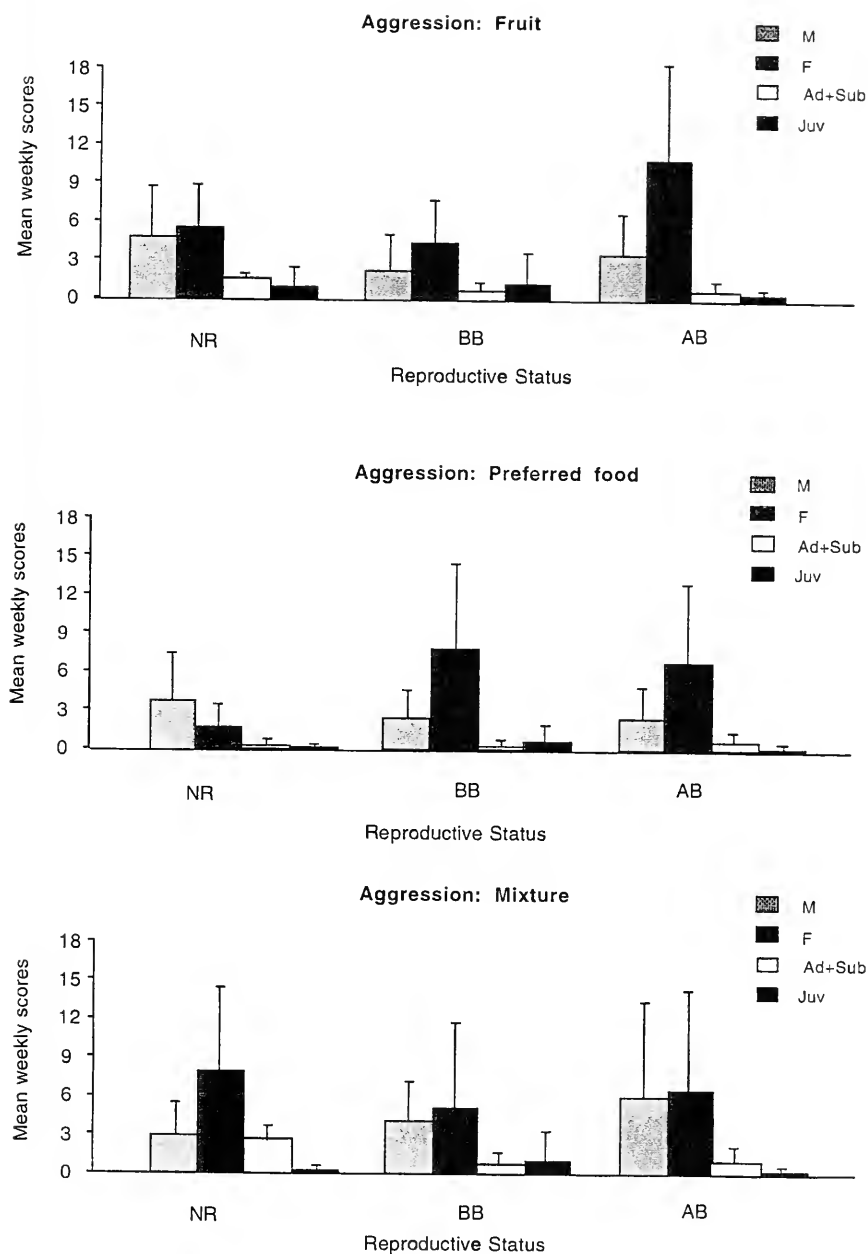 Aggression: Fruit
M
F
Ad+Sub
Juv
Mean weekly scores
18
15
12
9
6
3
0
NR BB AB
Reproductive Status
Aggression: Preferred food
M
F
Ad+Sub
Juv
Mean weekly scores
18
15
12
9
6
3
0
NR BB AB
Reproductive Status
Aggression: Mixture
M
F
Ad+Sub
Juv
Mean weekly scores
18
15
12
9
6
3
0
NR BB AB
Reproductive Status